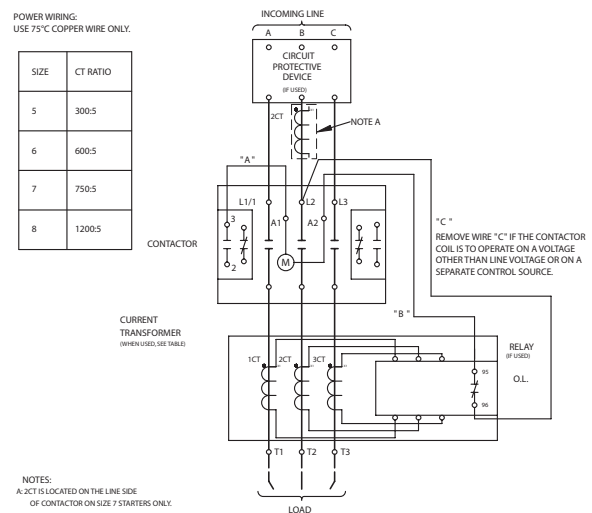 POWER WIRING:
USE 75°C COPPER WIRE ONLY.
SIZE CT RATIO
5 300:5
6 600:5
7 750:5
8 1200:5
INCOMING LINE
A B C
CIRCUIT
PROTECTIVE
DEVICE
(IF USED)
2CT
NOTE A
"A"
L1/1 L2 L3
3 A1 A2
M
2
CONTACTOR
"C"
REMOVE WIRE "C" IF THE CONTACTOR
COIL IS TO OPERATE ON A VOLTAGE
OTHER THAN LINE VOLTAGE OR ON A
SEPARATE CONTROL SOURCE.
"B"
CURRENT
TRANSFORMER
(WHEN USED, SEE TABLE)
1CT 2CT 3CT
95
96
RELAY
(IF USED)
O.L.
T1 T2 T3
LOAD
NOTES:
A: 2CT IS LOCATED ON THE LINE SIDE
OF CONTACTOR ON SIZE 7 STARTERS ONLY.